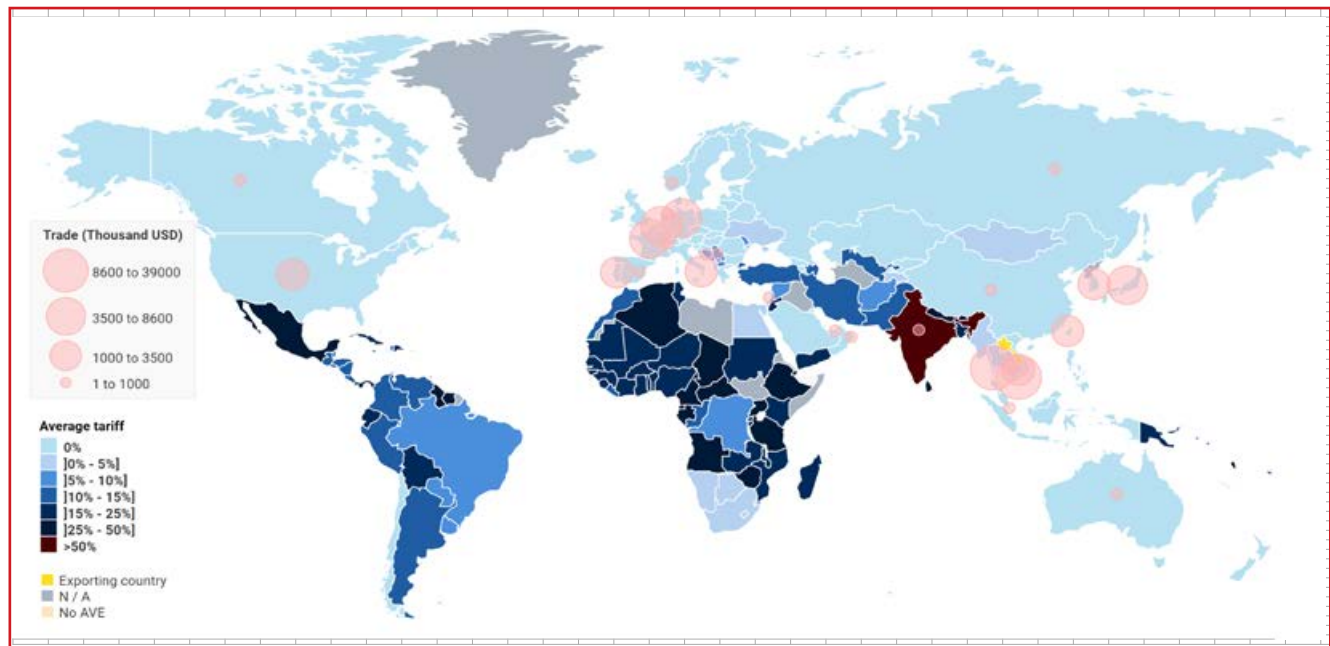 Trade (Thousand USD)
8600 to 39000
3500 to 8600
1000 to 3500
1 to 1000
Average tariff
0%
]0% - 5%]
]5% - 10%]
]10% - 15%]
]15% - 25%]
]25% - 50%]
>50%
Exporting country
N / A
No AVE